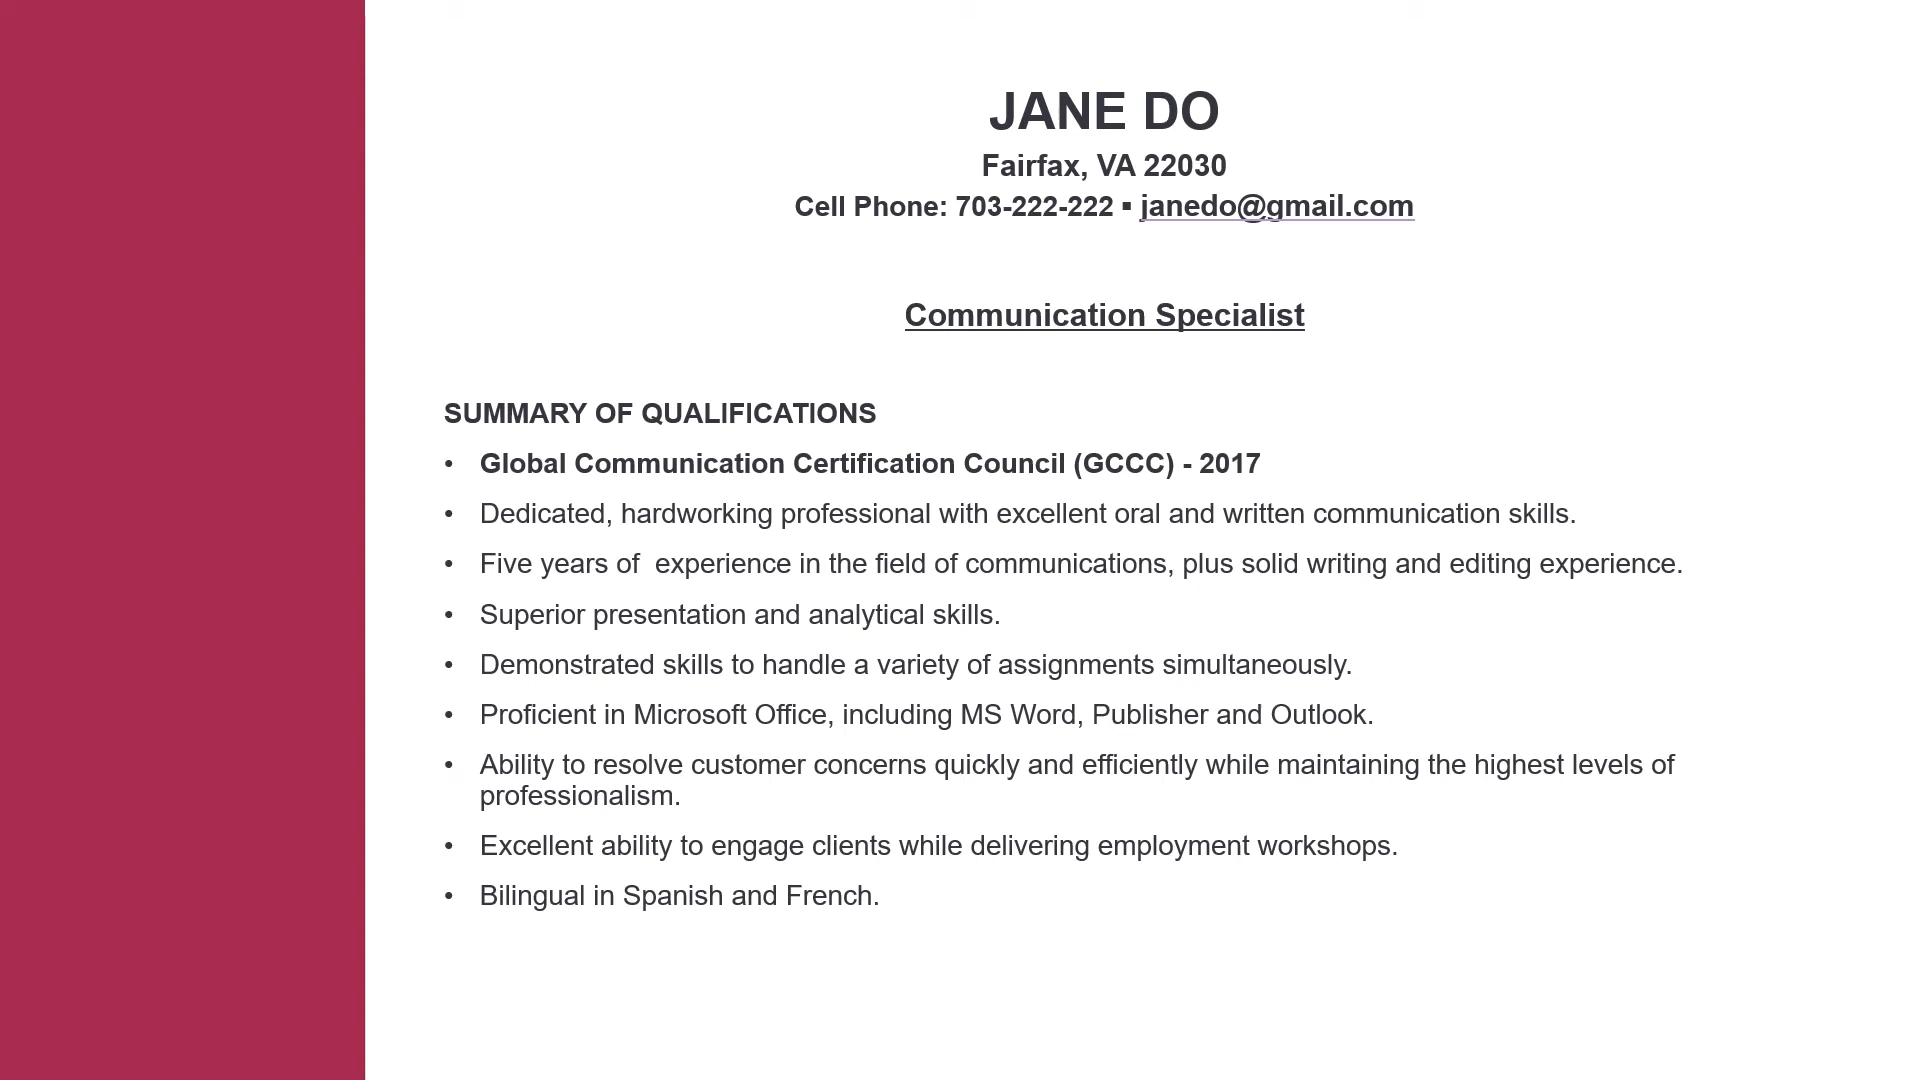 JANE DO
Fairfax, VA 22030
Cell Phone: 703-222-222 ▪ janedo@gmail.com
Communication Specialist
SUMMARY OF QUALIFICATIONS
• Global Communication Certification Council (GCCC) - 2017
• Dedicated, hardworking professional with excellent oral and written communication skills.
• Five years of  experience in the field of communications, plus solid writing and editing experience.
• Superior presentation and analytical skills.
• Demonstrated skills to handle a variety of assignments simultaneously.
• Proficient in Microsoft Office, including MS Word, Publisher and Outlook.
• Ability to resolve customer concerns quickly and efficiently while maintaining the highest levels of
professionalism.
• Excellent ability to engage clients while delivering employment workshops.
• Bilingual in Spanish and French.